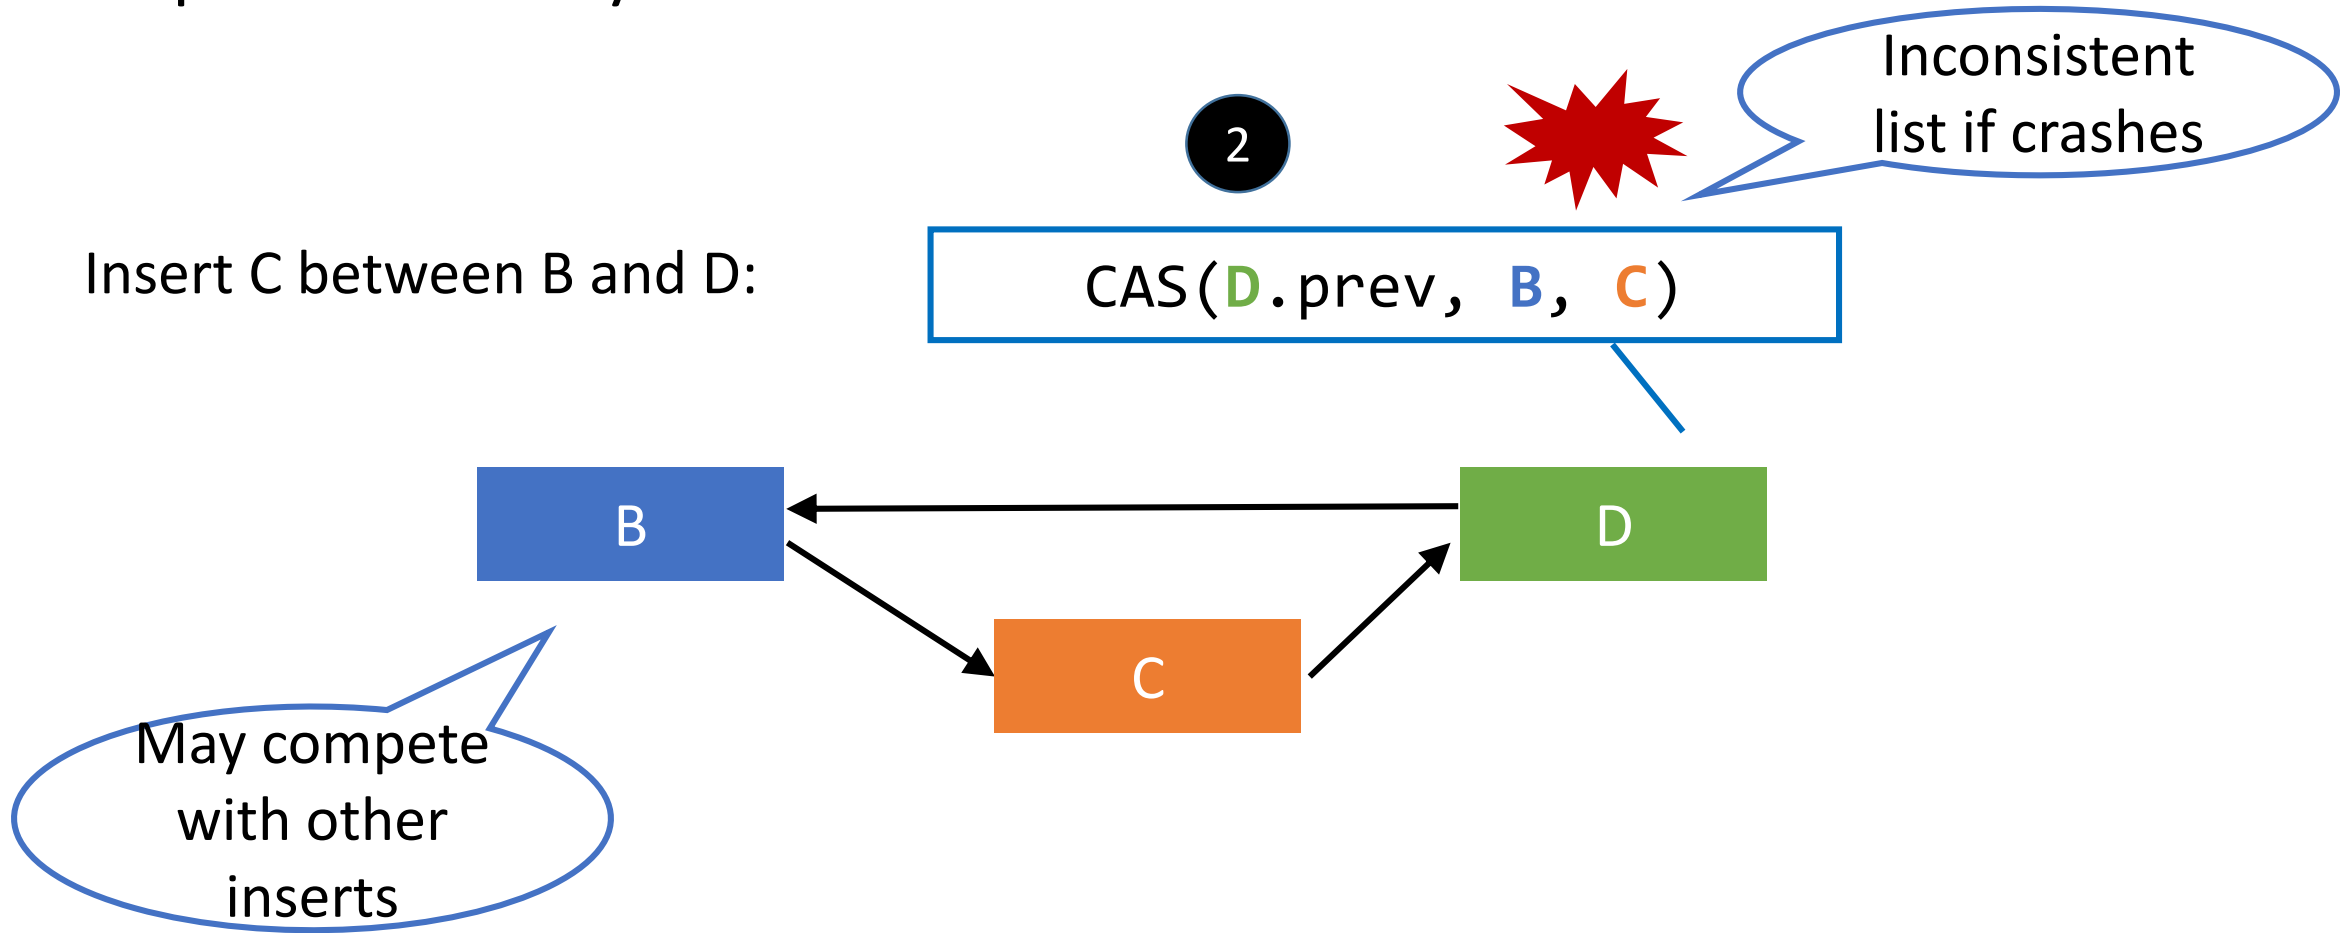 Inconsistent
list if crashes
2
Insert C between B and D:
CAS(D.prev, B, C)
B
D
C
May compete
with other
inserts